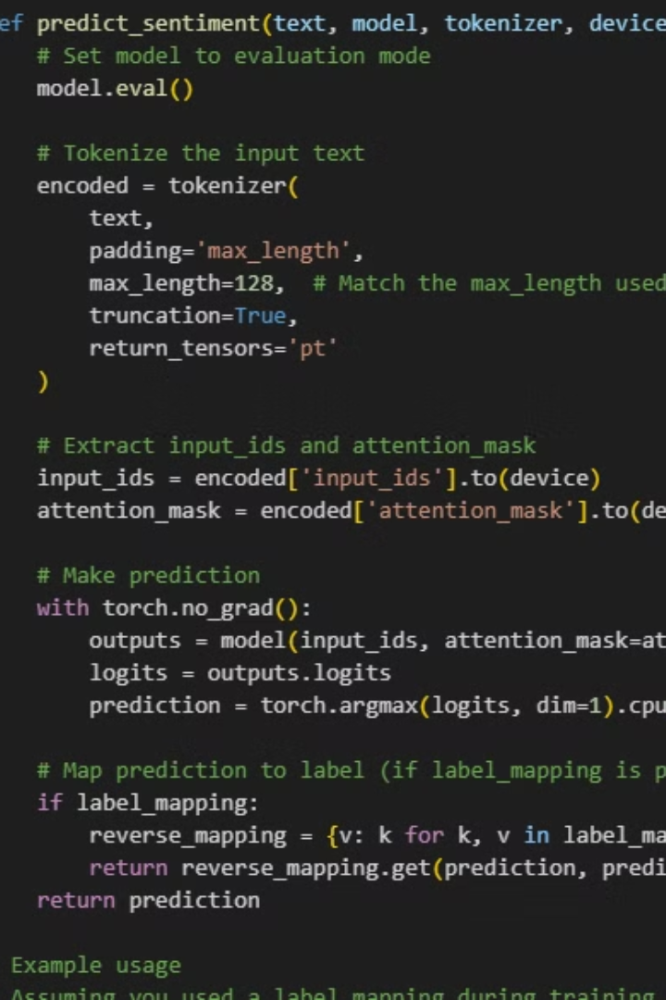 ef predict_sentiment(text, model, tokenizer, device
# Set model to evaluation mode
model.eval()
# Tokenize the input text
encoded = tokenizer(
text,
padding='max_length',
max_length=128,  # Match the max_length used
truncation=True,
return_tensors='pt'
)
# Extract input_ids and attention_mask
input_ids = encoded['input_ids'].to(device)
attention_mask = encoded['attention_mask'].to(de
# Make prediction
with torch.no_grad():
outputs = model(input_ids, attention_mask=at
logits = outputs.logits
prediction = torch.argmax(logits, dim=1).cpu
# Map prediction to label (if label_mapping is p
if label_mapping:
reverse_mapping = {v: k for k, v in label_ma
return reverse_mapping.get(prediction, predi
return prediction
Example usage
Assuming you used a label mapping during training